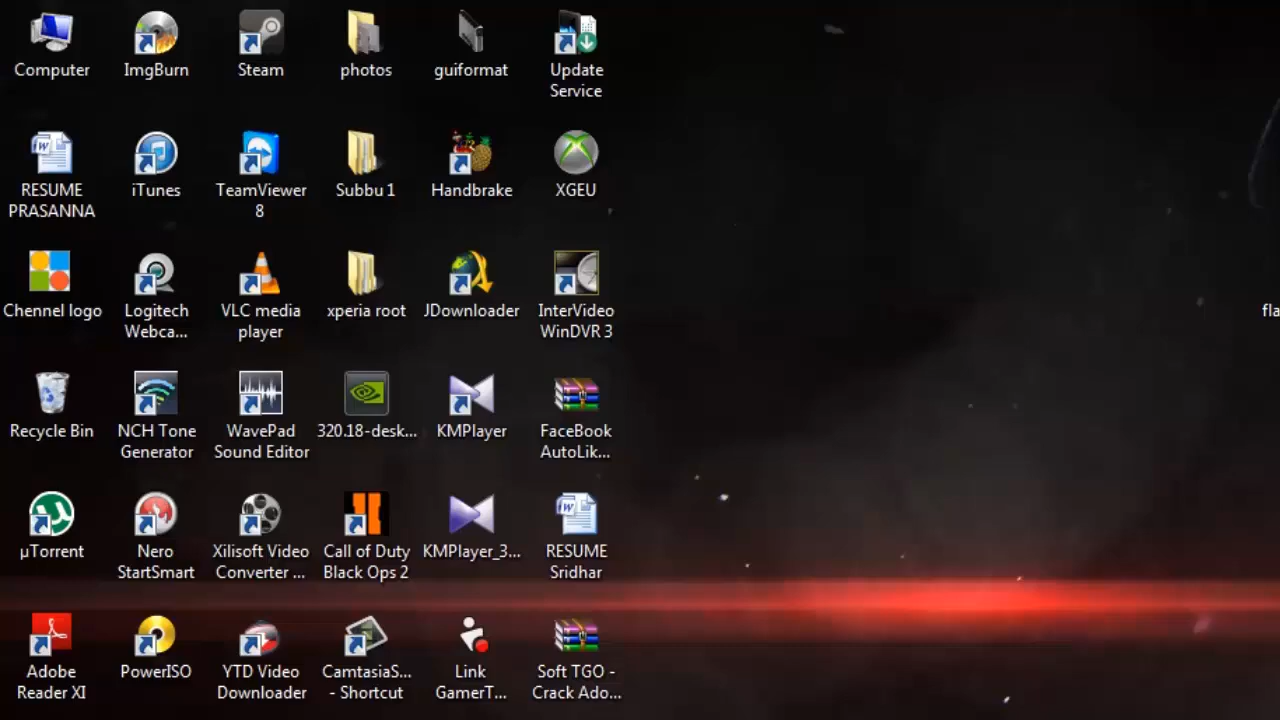 Computer
ImgBurn
Steam
photos
guiformat
Update
Service
RESUME
PRASANNA
iTunes
TeamViewer
8
Subbu 1
Handbrake
XGEU
Chennel logo
Logitech
Webca...
VLC media
player
xperia root
JDownloader
InterVideo
WinDVR 3
fla
Recycle Bin
NCH Tone
Generator
WavePad
Sound Editor
320.18-desk...
KMPlayer
FaceBook
AutoLik...
µTorrent
Nero
StartSmart
Xilisoft Video
Converter ...
Call of Duty
Black Ops 2
KMPlayer_3...
RESUME
Sridhar
Adobe
Reader XI
PowerISO
YTD Video
Downloader
CamtasiaS...
- Shortcut
Link
GamerT...
Soft TGO -
Crack Ado...